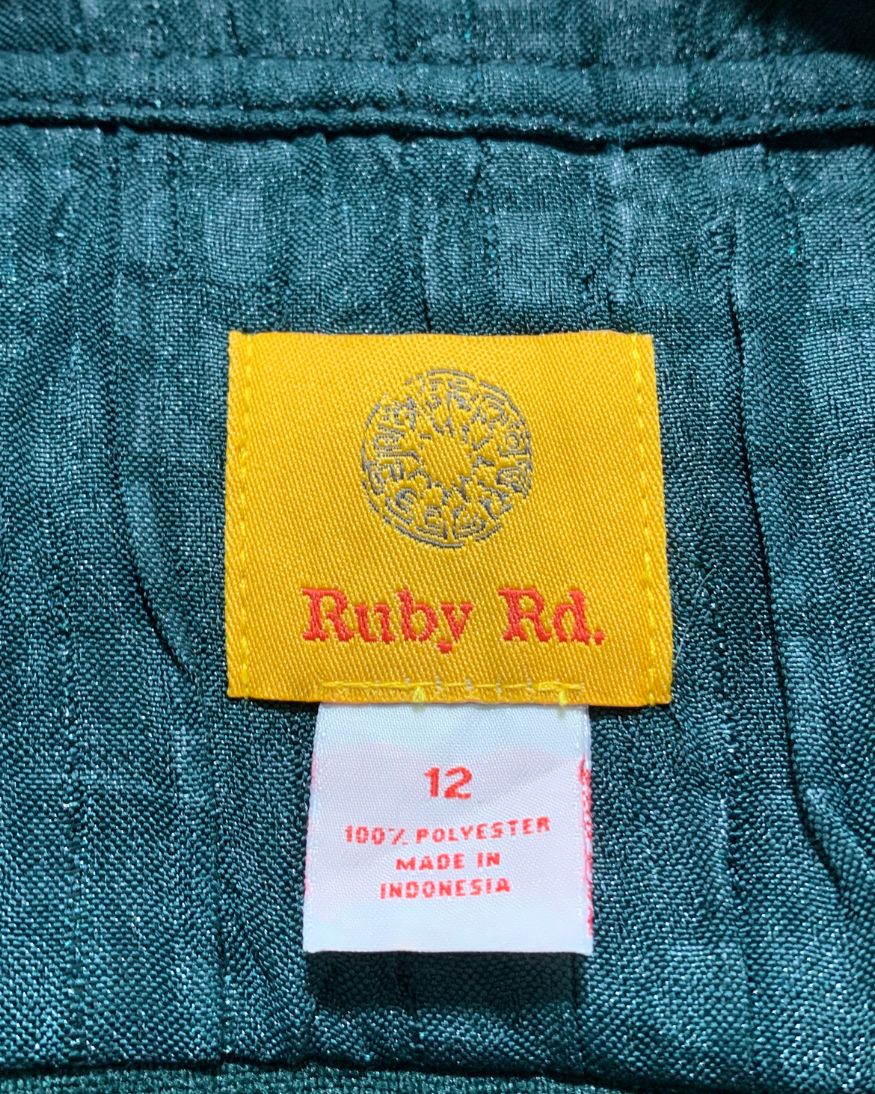 Ruby Rd.
12
100% POLYESTER
MADE IN
INDONESIA